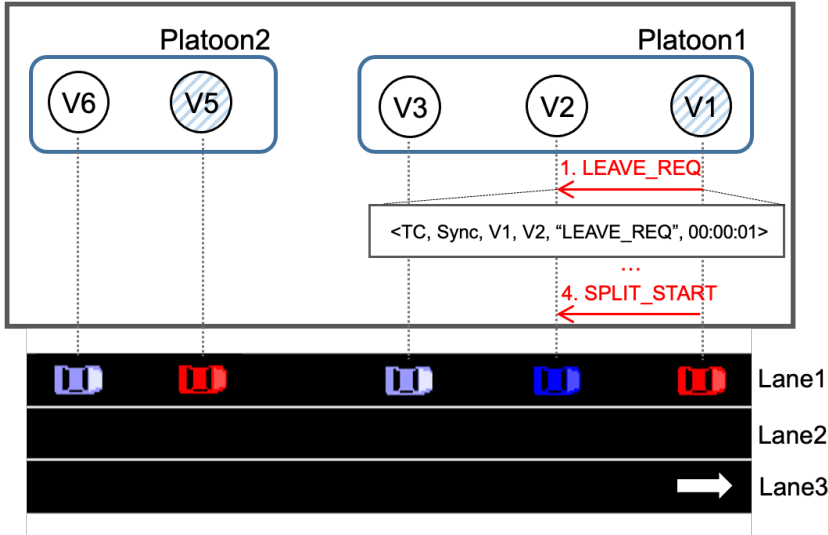 Platoon2
Platoon1
V6
V5
V3
V2
V1
1. LEAVE_REQ
<TC, Sync, V1, V2, “LEAVE_REQ”, 00:00:01>
...
4. SPLIT_START
Lane1
Lane2
Lane3